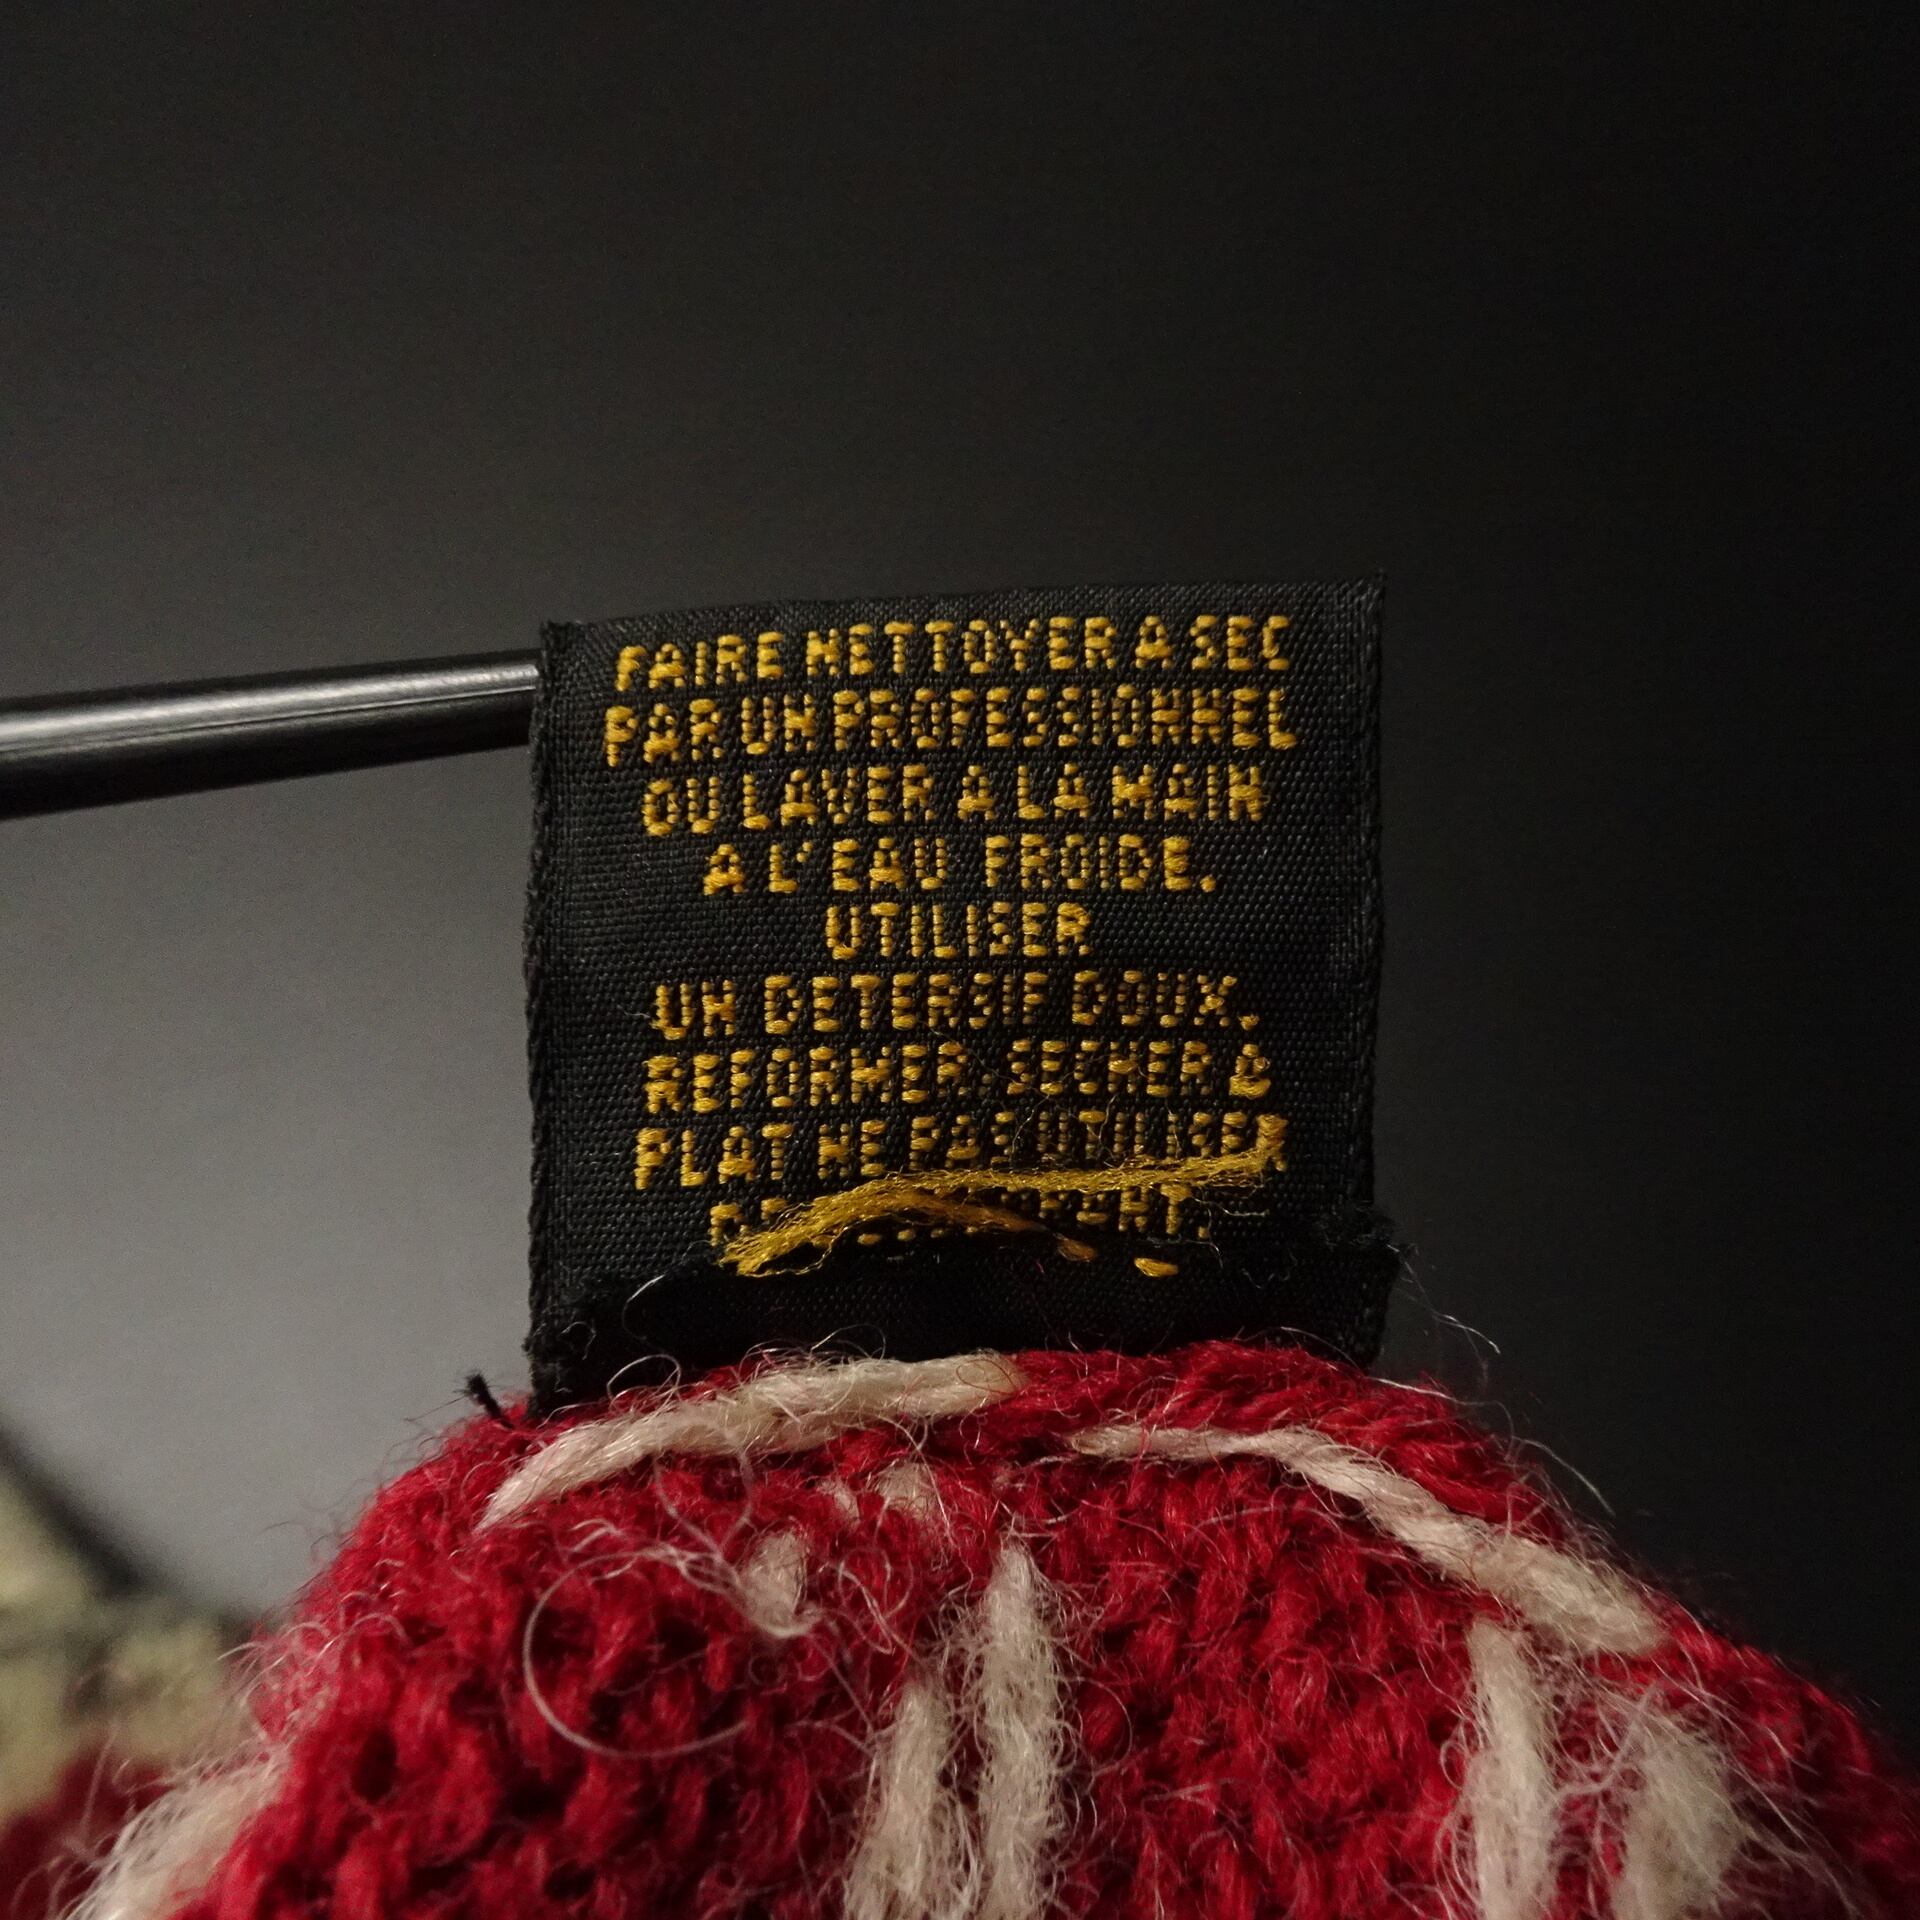 FAIRE NETTOYER A SEC
PAR UN PROFESSIONNEL
OU LAVER A LA MAIN
A L'EAU FROIDE.
UTILISER
UN DETERSIF DOUX.
REFORMER. SECHER A
PLAT NE PAS UTILISER